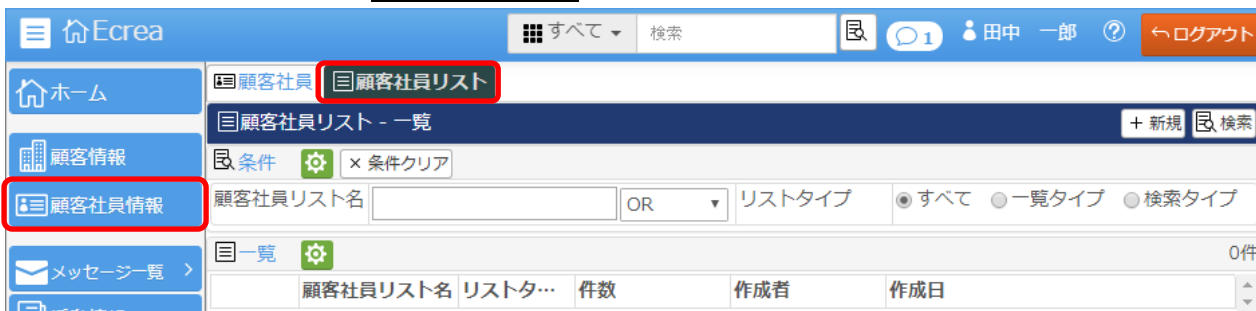 Ecrea すべて 検索 1 田中 一郎 ? ログアウト
ホーム
顧客情報
顧客社員情報
メッセージ一覧
顧客社員 顧客社員リスト
顧客社員リスト - 一覧 + 新規 検索
条件 × 条件クリア
顧客社員リスト名 OR リストタイプ すべて 一覧タイプ 検索タイプ
一覧 0件
顧客社員リスト名 リストタ… 件数 作成者 作成日